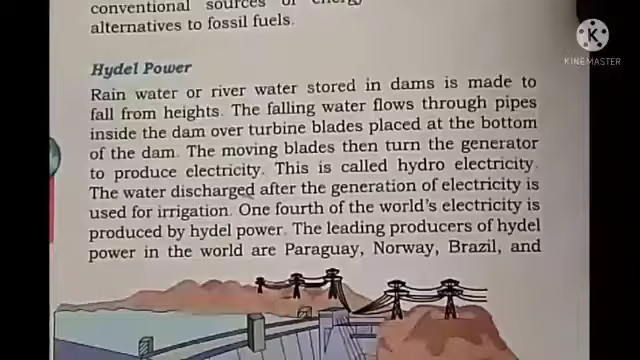 conventional sources of energy
alternatives to fossil fuels.
Hydel Power
Rain water or river water stored in dams is made to
fall from heights. The falling water flows through pipes
inside the dam over turbine blades placed at the bottom
of the dam. The moving blades then turn the generator
to produce electricity. This is called hydro electricity.
The water discharged after the generation of electricity is
used for irrigation. One fourth of the world's electricity is
produced by hydel power. The leading producers of hydel
power in the world are Paraguay, Norway, Brazil, and
K
KINEMASTER